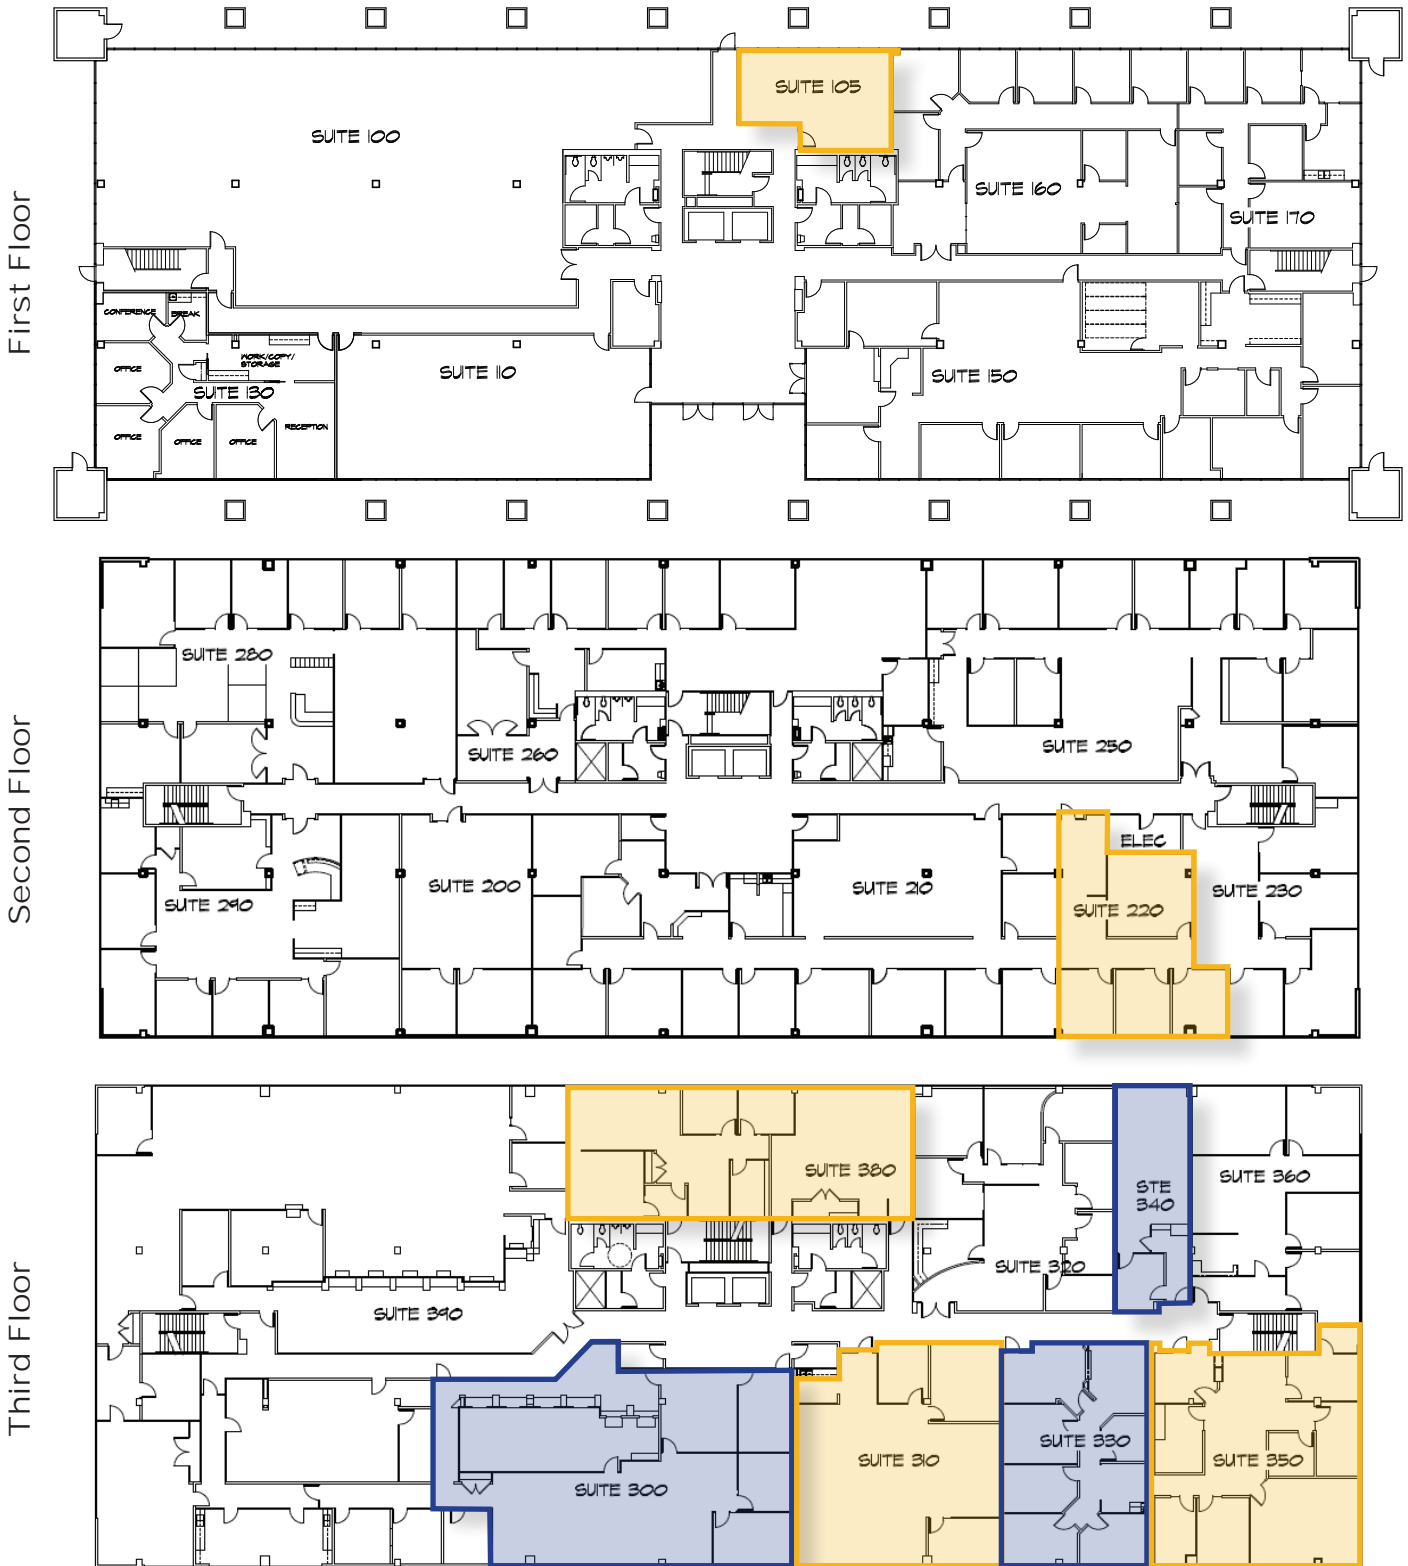 First Floor
SUITE 105
SUITE 100
SUITE 160
SUITE 170
CONFERENCE
BREAK
WORK/COPY/
STORAGE
OFFICE
SUITE 110
SUITE 150
SUITE 130
RECEPTION
OFFICE
OFFICE
OFFICE
Second Floor
SUITE 280
SUITE 260
SUITE 250
ELEC
SUITE 200
SUITE 210
SUITE 230
SUITE 290
SUITE 220
Third Floor
SUITE 380
SUITE 360
STE
340
SUITE 320
SUITE 390
SUITE 330
SUITE 310
SUITE 350
SUITE 300